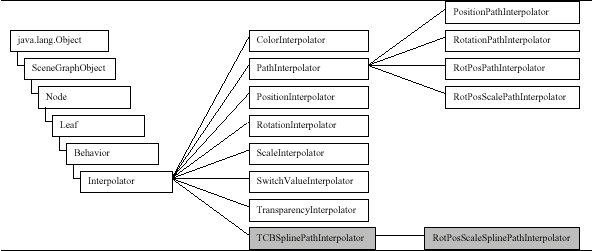 java.lang.Object
SceneGraphObject
Node
Leaf
Behavior
Interpolator
ColorInterpolator
PathInterpolator
PositionInterpolator
RotationInterpolator
ScaleInterpolator
SwitchValueInterpolator
TransparencyInterpolator
TCBSplinePathInterpolator
PositionPathInterpolator
RotationPathInterpolator
RotPosPathInterpolator
RotPosScalePathInterpolator
RotPosScaleSplinePathInterpolator